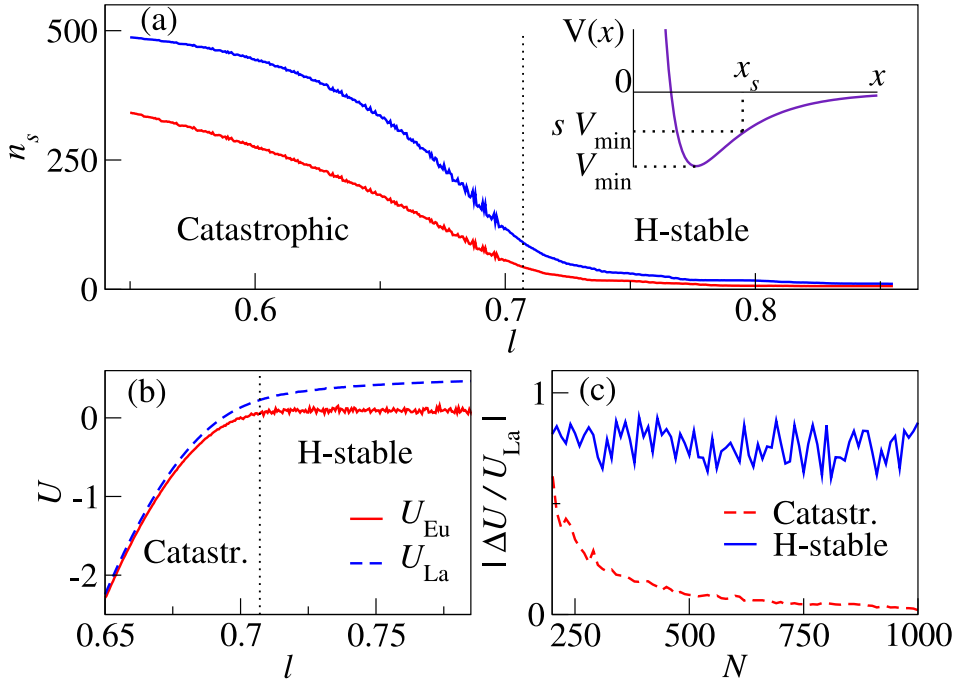 (a)
500
250
0
n_s
Catastrophic
H-stable
0.6
0.7
0.8
l
V(x)
0
x_s
x
s V_min
V_min
(b)
0
-1
-2
U
H-stable
Catastr.
U_Eu
U_La
0.65
0.7
0.75
l
(c)
1
0
| ΔU / U_La |
Catastr.
H-stable
250
500
750
1000
N